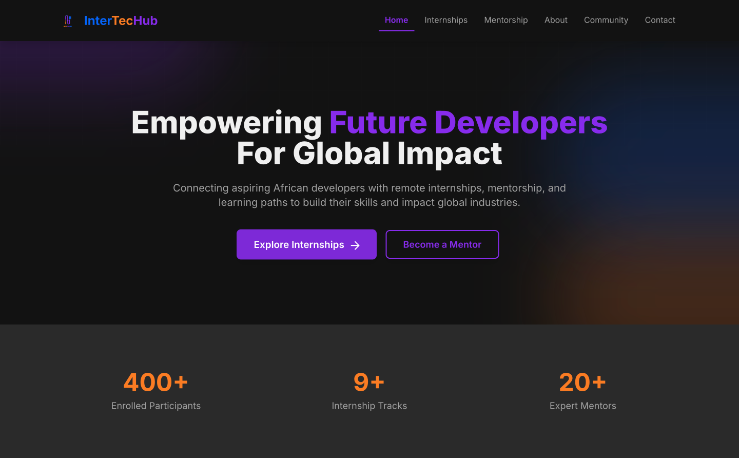 InterTecHub
Home Internships Mentorship About Community Contact
Empowering Future Developers
For Global Impact
Connecting aspiring African developers with remote internships, mentorship, and
learning paths to build their skills and impact global industries.
Explore Internships → Become a Mentor
400+ 9+ 20+
Enrolled Participants Internship Tracks Expert Mentors